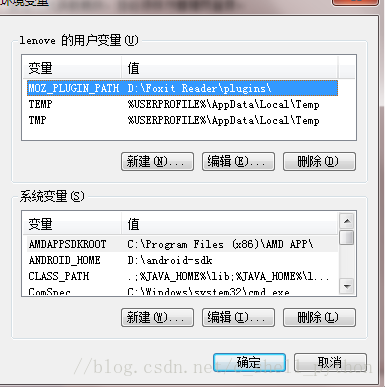 环境变量
lenove 的用户变量(U)
变量 值
MOZ_PLUGIN_PATH D:\Foxit Reader\plugins\
TEMP %USERPROFILE%\AppData\Local\Temp
TMP %USERPROFILE%\AppData\Local\Temp
新建(N)... 编辑(E)... 删除(D)
系统变量(S)
变量 值
AMDAPPSDKROOT C:\Program Files (x86)\AMD APP\
ANDROID_HOME D:\android-sdk
CLASS_PATH .;%JAVA_HOME%\lib;%JAVA_HOME%\l...
ComSpec C:\Windows\system32\cmd.exe
新建(W)... 编辑(I)... 删除(L)
确定 取消